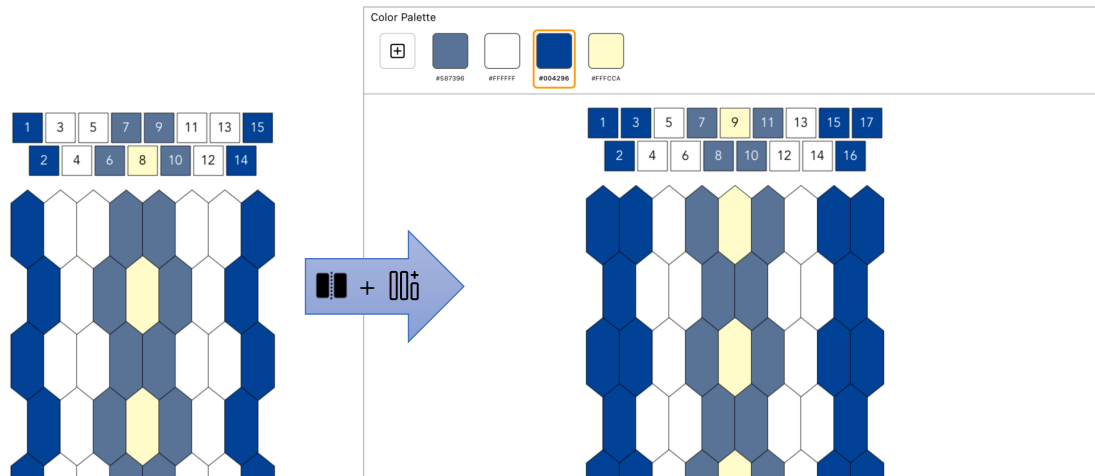 Color Palette
#587396 #FFFFFF #004296 #FFFCCA
1 3 5 7 9 11 13 15
2 4 6 8 10 12 14
1 3 5 7 9 11 13 15 17
2 4 6 8 10 12 14 16
+